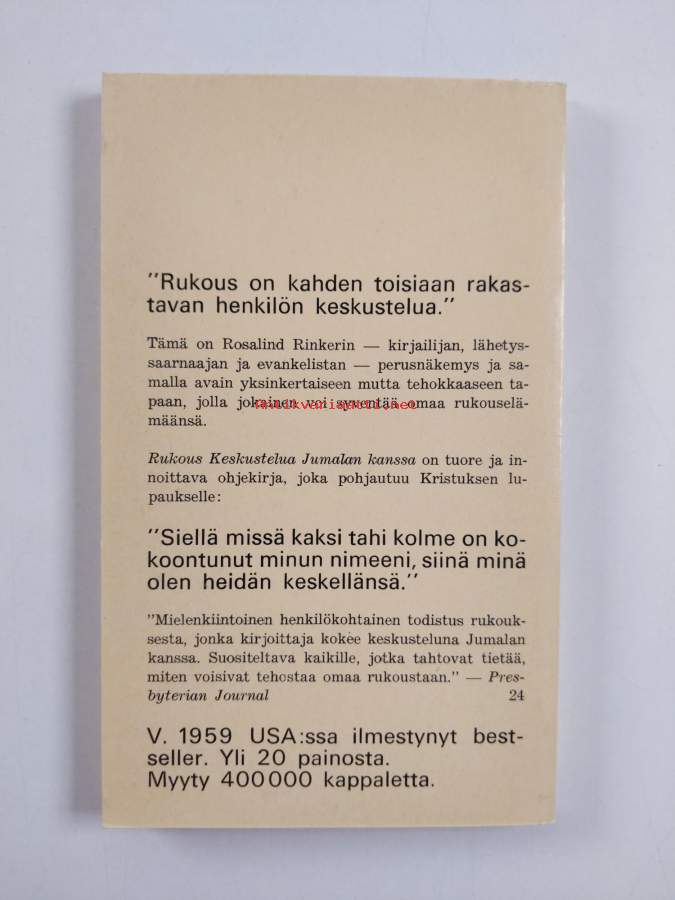 "Rukous on kahden toisiaan rakas-
tavan henkilön keskustelua."
Tämä on Rosalind Rinkerin — kirjailijan, lähetys-
saarnaajan ja evankelistan — perusnäkemys ja sa-
malla avain yksinkertaiseen mutta tehokkaaseen ta-
paan, jolla jokainen voi syventää omaa rukouselä-
määnsä.
Antikvariaatti.net
Rukous Keskustelua Jumalan kanssa on tuore ja in-
noittava ohjekirja, joka pohjautuu Kristuksen lu-
paukselle:
"Siellä missä kaksi tahi kolme on ko-
koontunut minun nimeeni, siinä minä
olen heidän keskellänsä."
"Mielenkiintoinen henkilökohtainen todistus rukouk-
sesta, jonka kirjoittaja kokee keskusteluna Jumalan
kanssa. Suositeltava kaikille, jotka tahtovat tietää,
miten voisivat tehostaa omaa rukoustaan." — Pres-
byterian Journal 24
V. 1959 USA:ssa ilmestynyt best-
seller. Yli 20 painosta.
Myyty 400000 kappaletta.